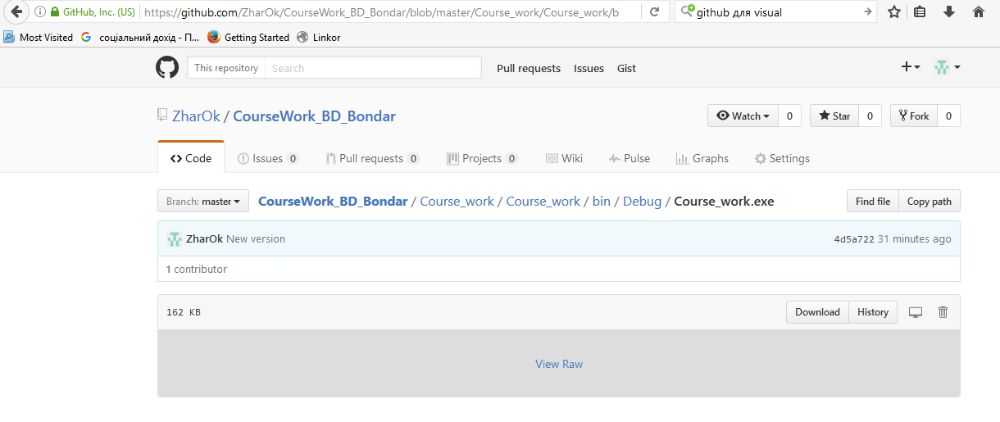 GitHub, Inc. (US) https://github.com/ZharOk/CourseWork_BD_Bondar/blob/master/Course_work/Course_work/b github для visual
Most Visited соціальний дохід - П... Getting Started Linkor
This repository Search Pull requests Issues Gist
ZharOk / CourseWork_BD_Bondar Watch 0 Star 0 Fork 0
Code Issues 0 Pull requests 0 Projects 0 Wiki Pulse Graphs Settings
Branch: master CourseWork_BD_Bondar / Course_work / Course_work / bin / Debug / Course_work.exe Find file Copy path
ZharOk New version 4d5a722 31 minutes ago
1 contributor
162 KB Download History
View Raw